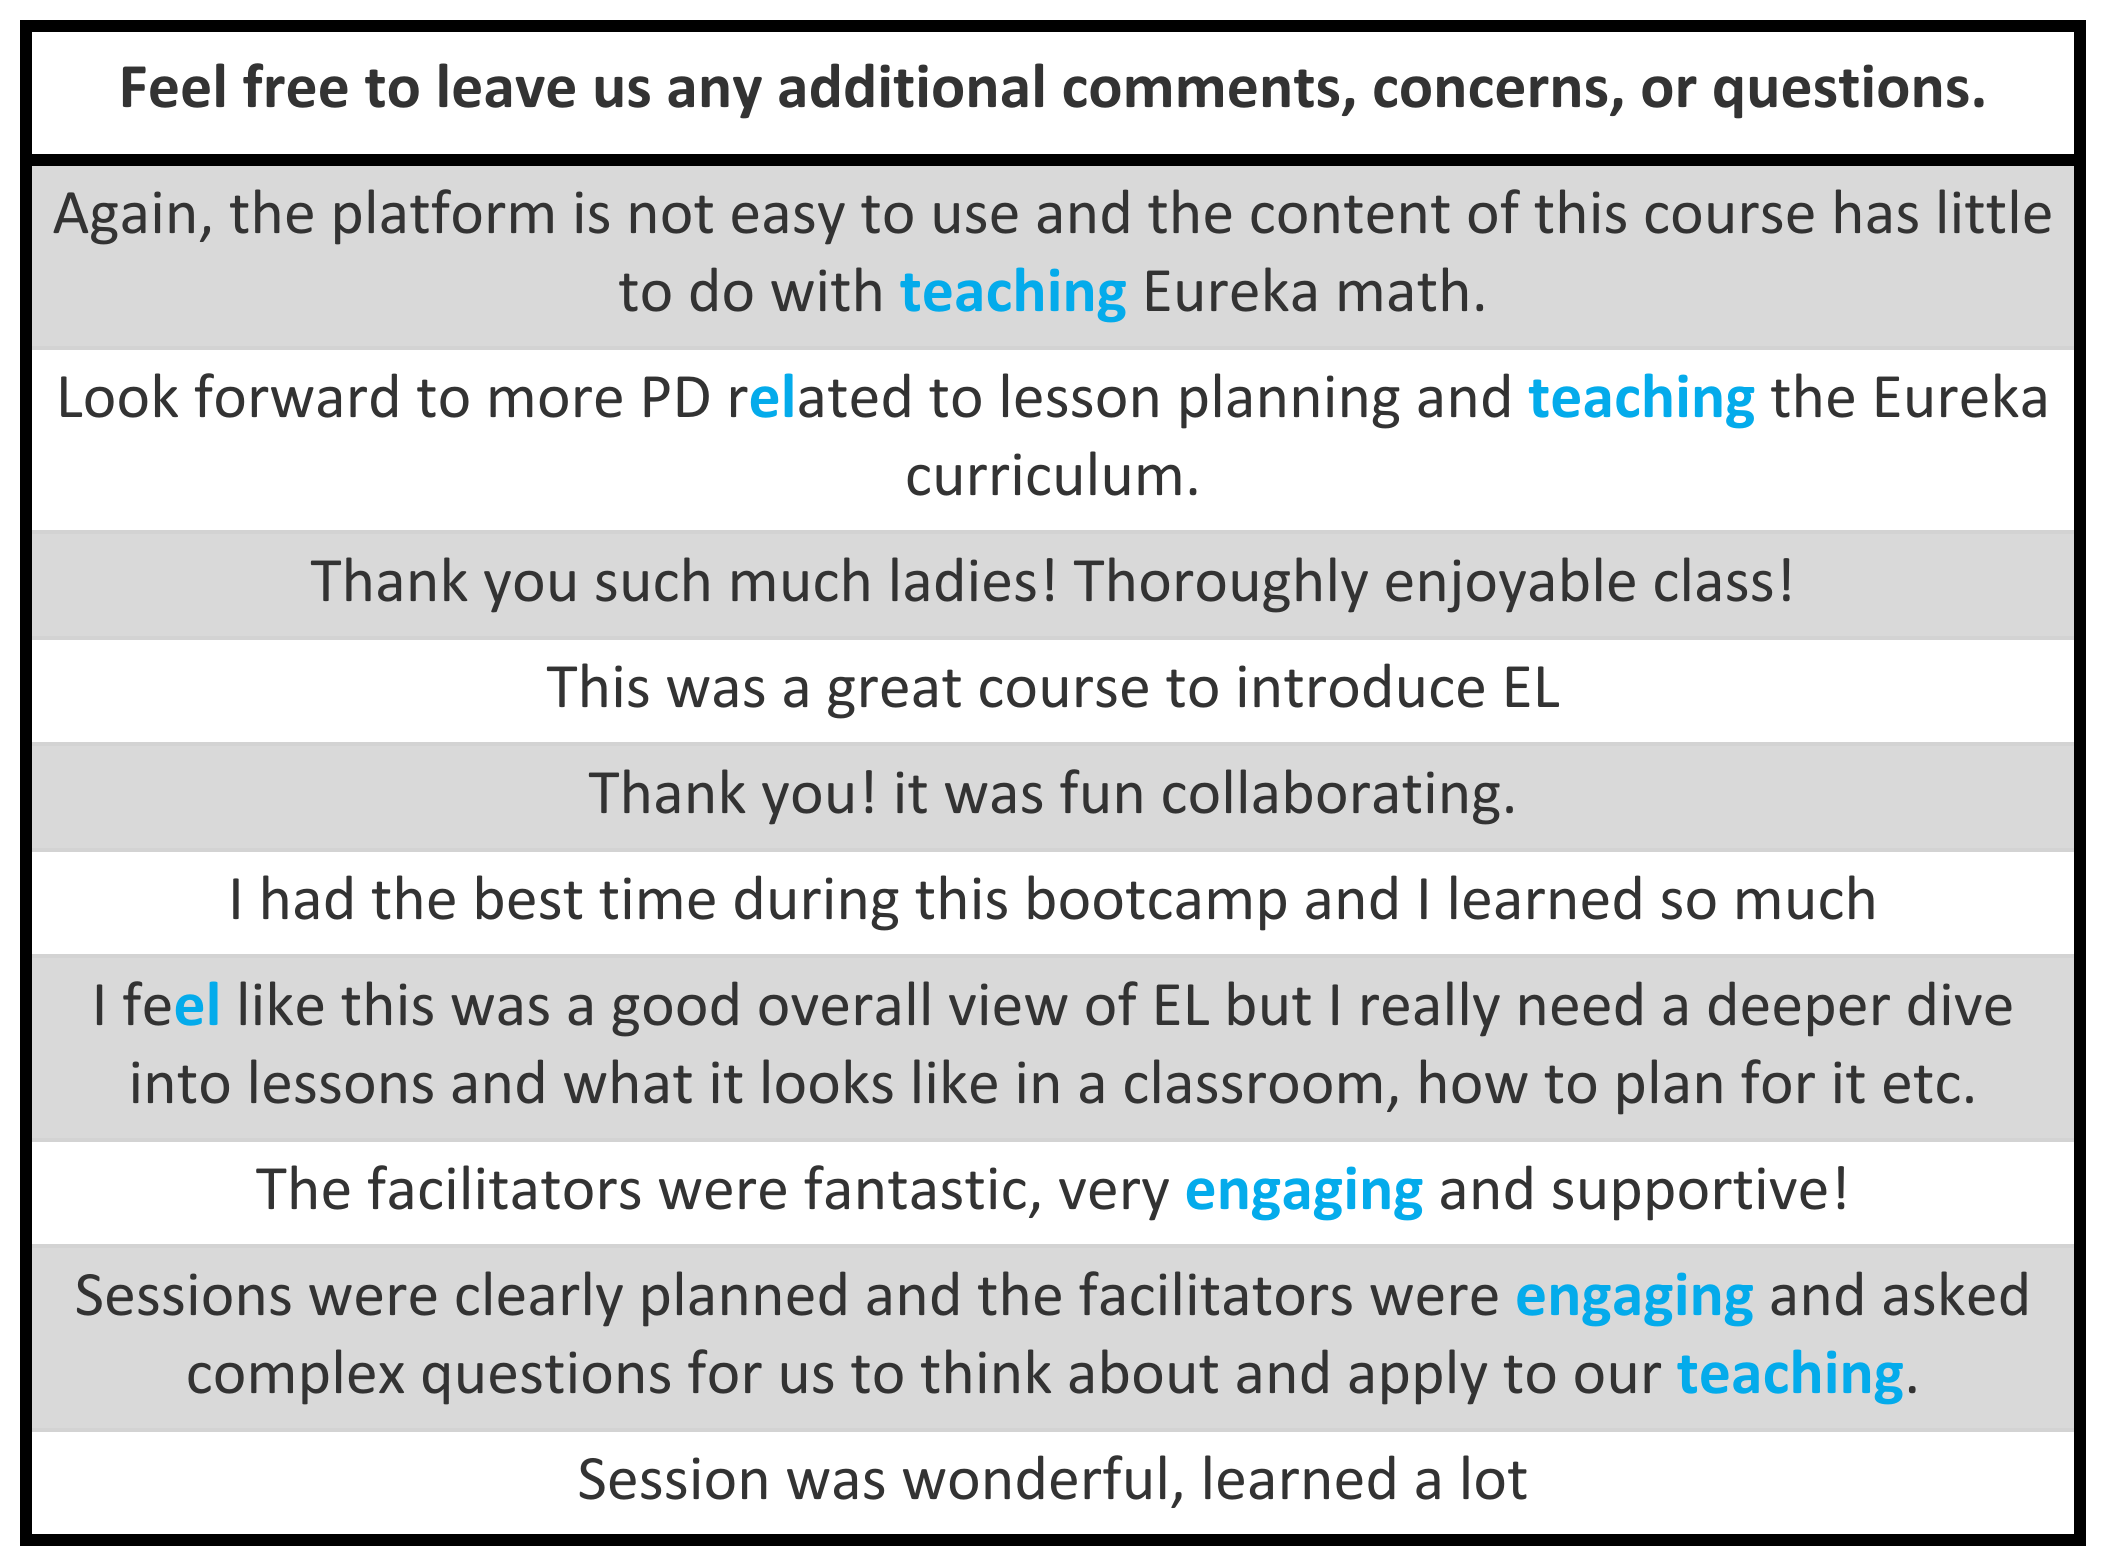 Feel free to leave us any additional comments, concerns, or questions.
Again, the platform is not easy to use and the content of this course has little
to do with teaching Eureka math.
Look forward to more PD related to lesson planning and teaching the Eureka
curriculum.
Thank you such much ladies! Thoroughly enjoyable class!
This was a great course to introduce EL
Thank you! it was fun collaborating.
I had the best time during this bootcamp and I learned so much
I feel like this was a good overall view of EL but I really need a deeper dive
into lessons and what it looks like in a classroom, how to plan for it etc.
The facilitators were fantastic, very engaging and supportive!
Sessions were clearly planned and the facilitators were engaging and asked
complex questions for us to think about and apply to our teaching.
Session was wonderful, learned a lot